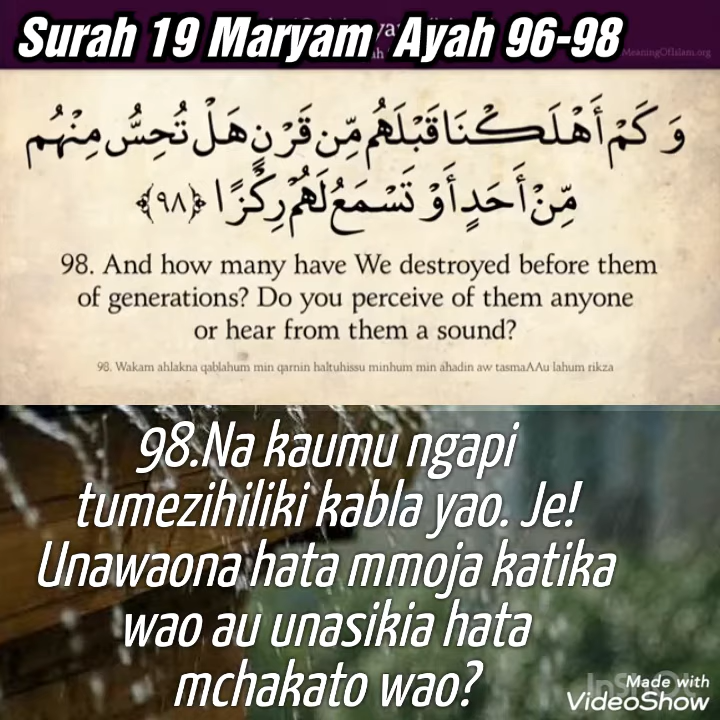 Surah 19 Maryam Ayah 96-98
MeaningOfIslam.org
وَكَمْ أَهْلَكْنَا قَبْلَهُم مِّن قَرْنٍ هَلْ تُحِسُّ مِنْهُم
مِّنْ أَحَدٍ أَوْ تَسْمَعُ لَهُمْ رِكْزًا ﴿٩٨﴾
98. And how many have We destroyed before them
of generations? Do you perceive of them anyone
or hear from them a sound?
98. Wakam ahlakna qablahum min qarnin haltuhissu minhum min ahadin aw tasmaAAu lahum rikza
98.Na kaumu ngapi
tumezihiliki kabla yao. Je!
Unawaona hata mmoja katika
wao au unasikia hata
mchakato wao?
Made with
VideoShow